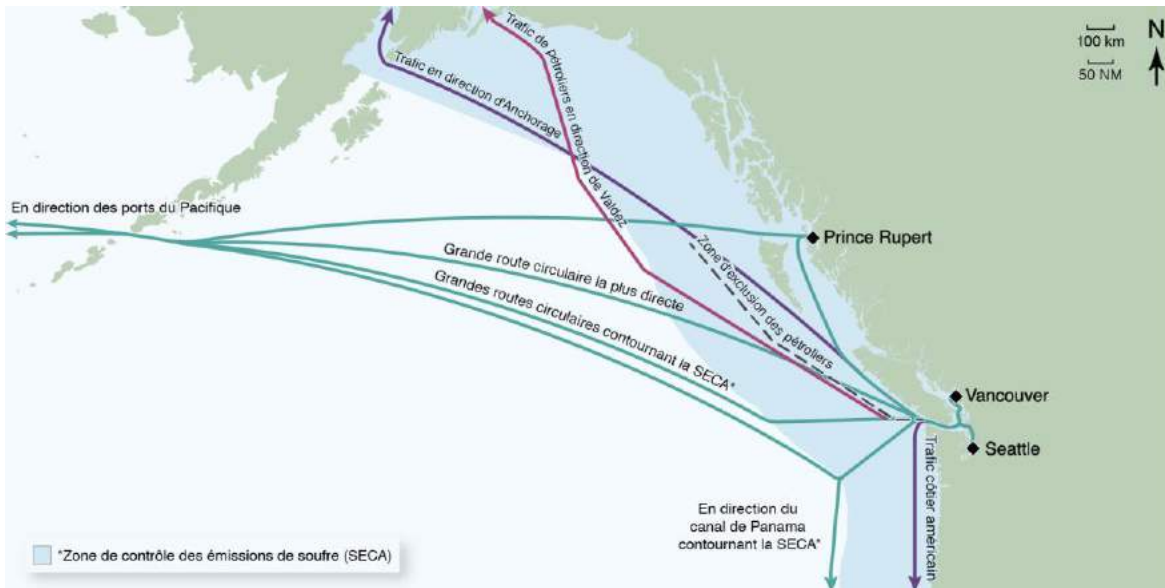 100 km
50 NM
N
Trafic de pétroliers en direction de Valdez
Trafic en direction d'Anchorage
En direction des ports du Pacifique
Prince Rupert
Grande route circulaire la plus directe
Zone d'exclusion des pétroliers
Grandes routes circulaires contournant la SECA*
Vancouver
Seattle
Trafic côtier américain
En direction du
canal de Panama
contournant la SECA*
*Zone de contrôle des émissions de soufre (SECA)